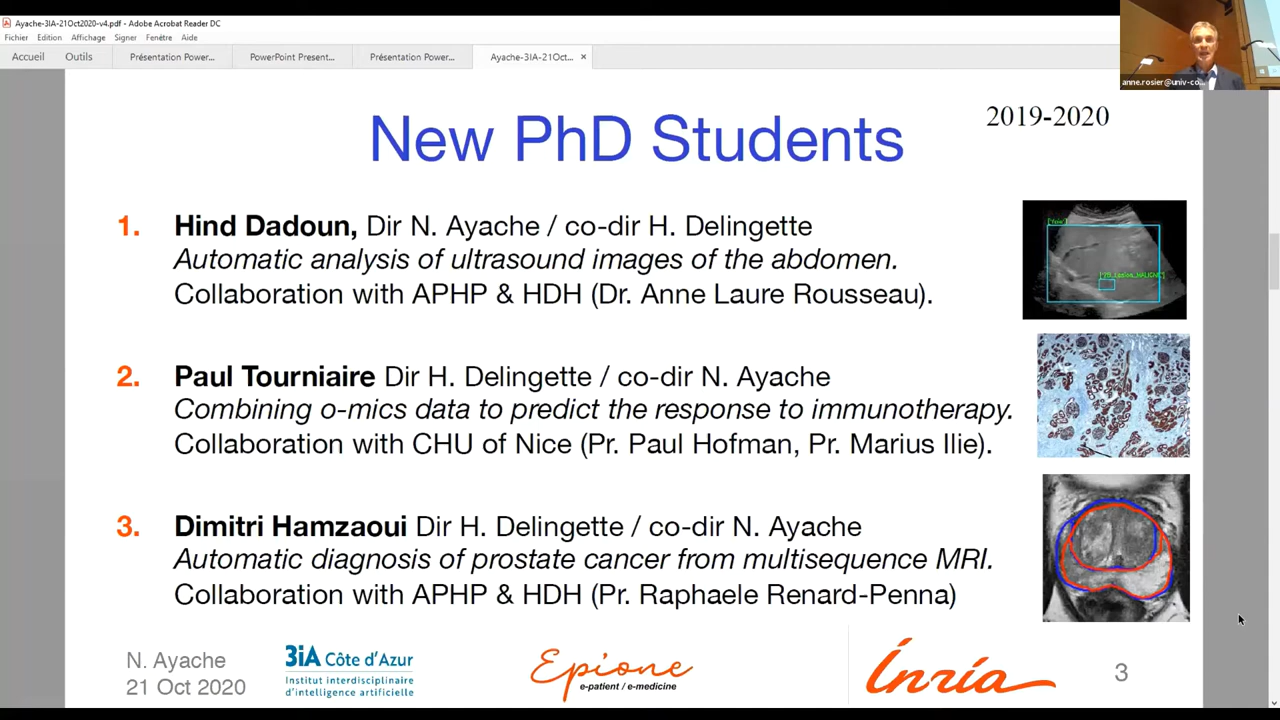 Ayache-3IA-21Oct2020-v4.pdf - Adobe Acrobat Reader DC
Fichier Edition Affichage Signer Fenêtre Aide
Accueil Outils Présentation Power... PowerPoint Present... Présentation Power... Ayache-3IA-21Oct... ×
anne.rosier@univ-co...
New PhD Students
2019-2020
1. Hind Dadoun, Dir N. Ayache / co-dir H. Delingette
Automatic analysis of ultrasound images of the abdomen.
Collaboration with APHP & HDH (Dr. Anne Laure Rousseau).
2. Paul Tourniaire Dir H. Delingette / co-dir N. Ayache
Combining o-mics data to predict the response to immunotherapy.
Collaboration with CHU of Nice (Pr. Paul Hofman, Pr. Marius Ilie).
3. Dimitri Hamzaoui Dir H. Delingette / co-dir N. Ayache
Automatic diagnosis of prostate cancer from multisequence MRI.
Collaboration with APHP & HDH (Pr. Raphaele Renard-Penna)
N. Ayache
21 Oct 2020
3iA Côte d'Azur
Institut interdisciplinaire
d'intelligence artificielle
Epione
e-patient / e-medicine
Inria
3